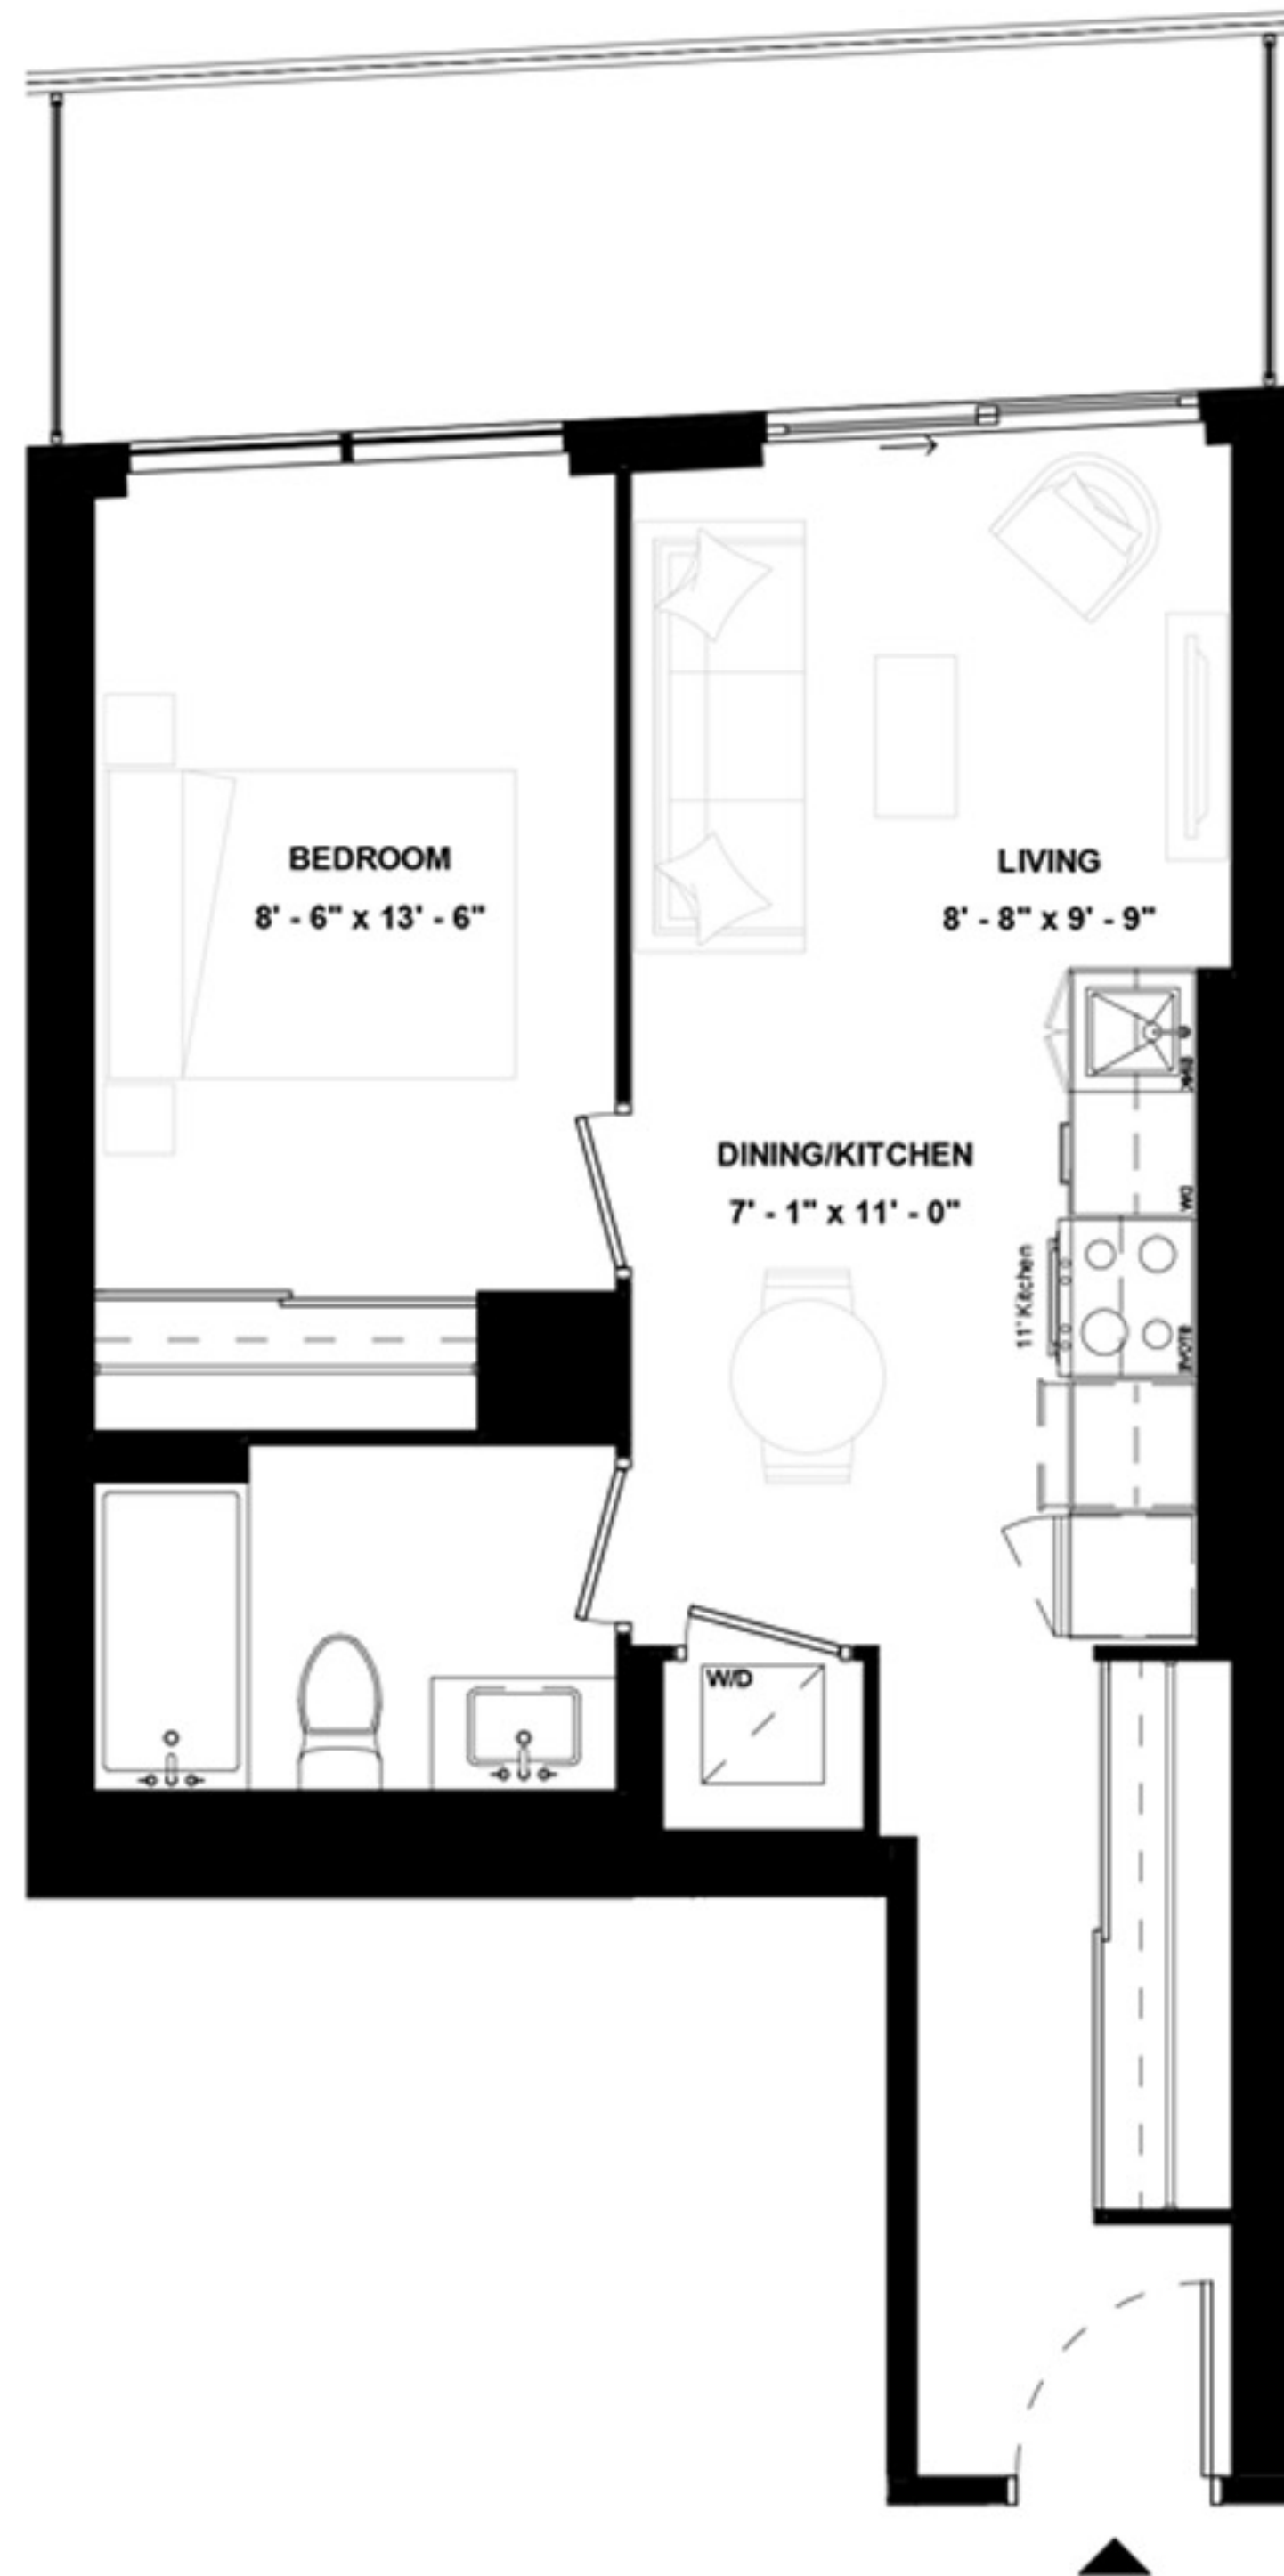 BEDROOM
8' - 6" x 13' - 6"
LIVING
8' - 8" x 9' - 9"
DINING/KITCHEN
7' - 1" x 11' - 0"
11' Kitchen
W/D